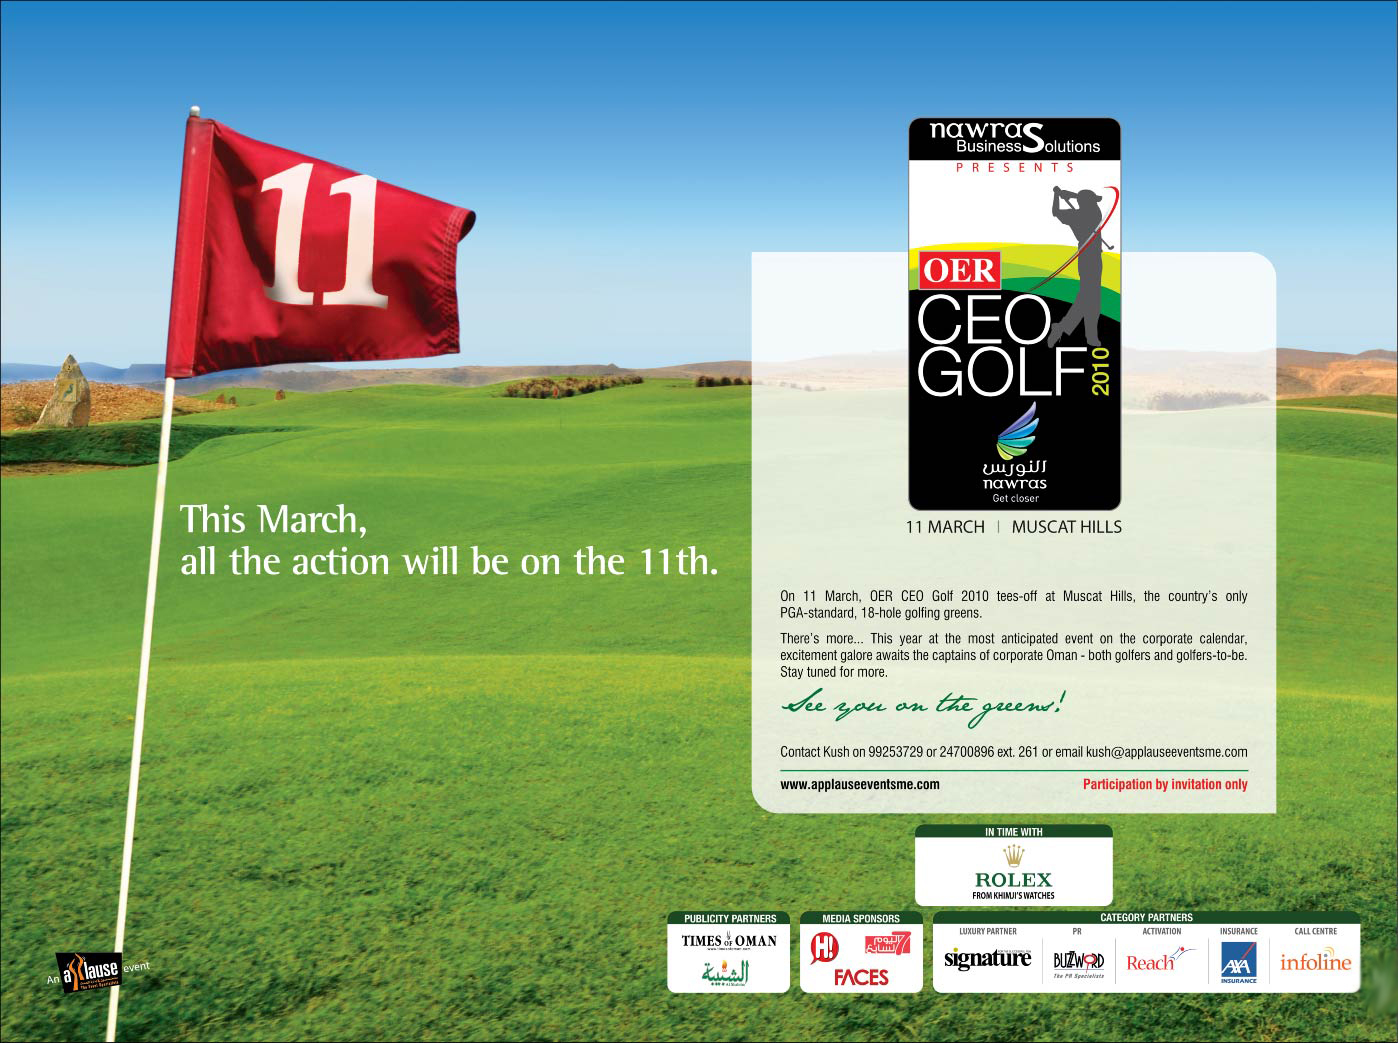 11
This March,
all the action will be on the 11th.
nawras
Business Solutions
PRESENTS
OER
CEO
GOLF
2010
النورس
nawras
Get closer
11 MARCH | MUSCAT HILLS
On 11 March, OER CEO Golf 2010 tees-off at Muscat Hills, the country's only
PGA-standard, 18-hole golfing greens.
There's more... This year at the most anticipated event on the corporate calendar,
excitement galore awaits the captains of corporate Oman - both golfers and golfers-to-be.
Stay tuned for more.
See you on the greens!
Contact Kush on 99253729 or 24700896 ext. 261 or email kush@applauseeventsme.com
www.applauseeventsme.com
Participation by invitation only
IN TIME WITH
ROLEX
FROM KHIMJI'S WATCHES
PUBLICITY PARTNERS
TIMES OF OMAN
الشبيبة
MEDIA SPONSORS
H!
اليوم السابع 7
FACES
CATEGORY PARTNERS
LUXURY PARTNER
signature
PR
BUZZWORD
The PR Specialists
ACTIVATION
Reach
INSURANCE
AXA
INSURANCE
CALL CENTRE
infoline
An applause event
The Event Specialists